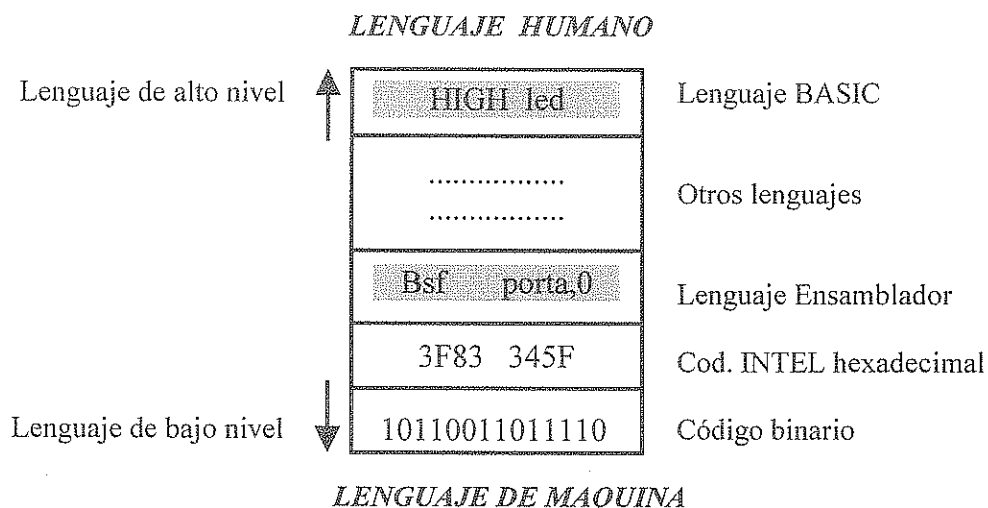 LENGUAJE HUMANO
Lenguaje de alto nivel
HIGH led
Lenguaje BASIC
.................
.................
Otros lenguajes
Bsf porta,0
Lenguaje Ensamblador
3F83 345F
Cod. INTEL hexadecimal
Lenguaje de bajo nivel
10110011011110
Código binario
LENGUAJE DE MAQUINA